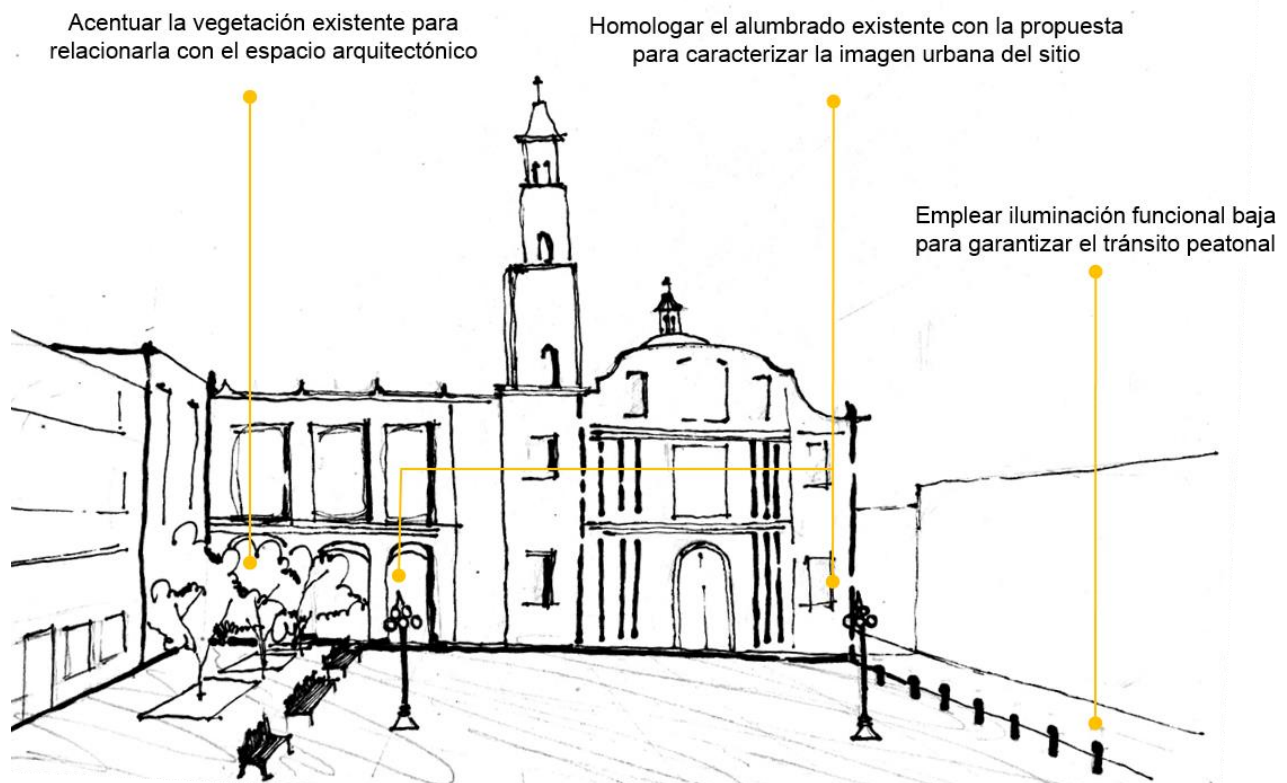 Acentuar la vegetación existente para
relacionarla con el espacio arquitectónico
Homologar el alumbrado existente con la propuesta
para caracterizar la imagen urbana del sitio
Emplear iluminación funcional baja
para garantizar el tránsito peatonal